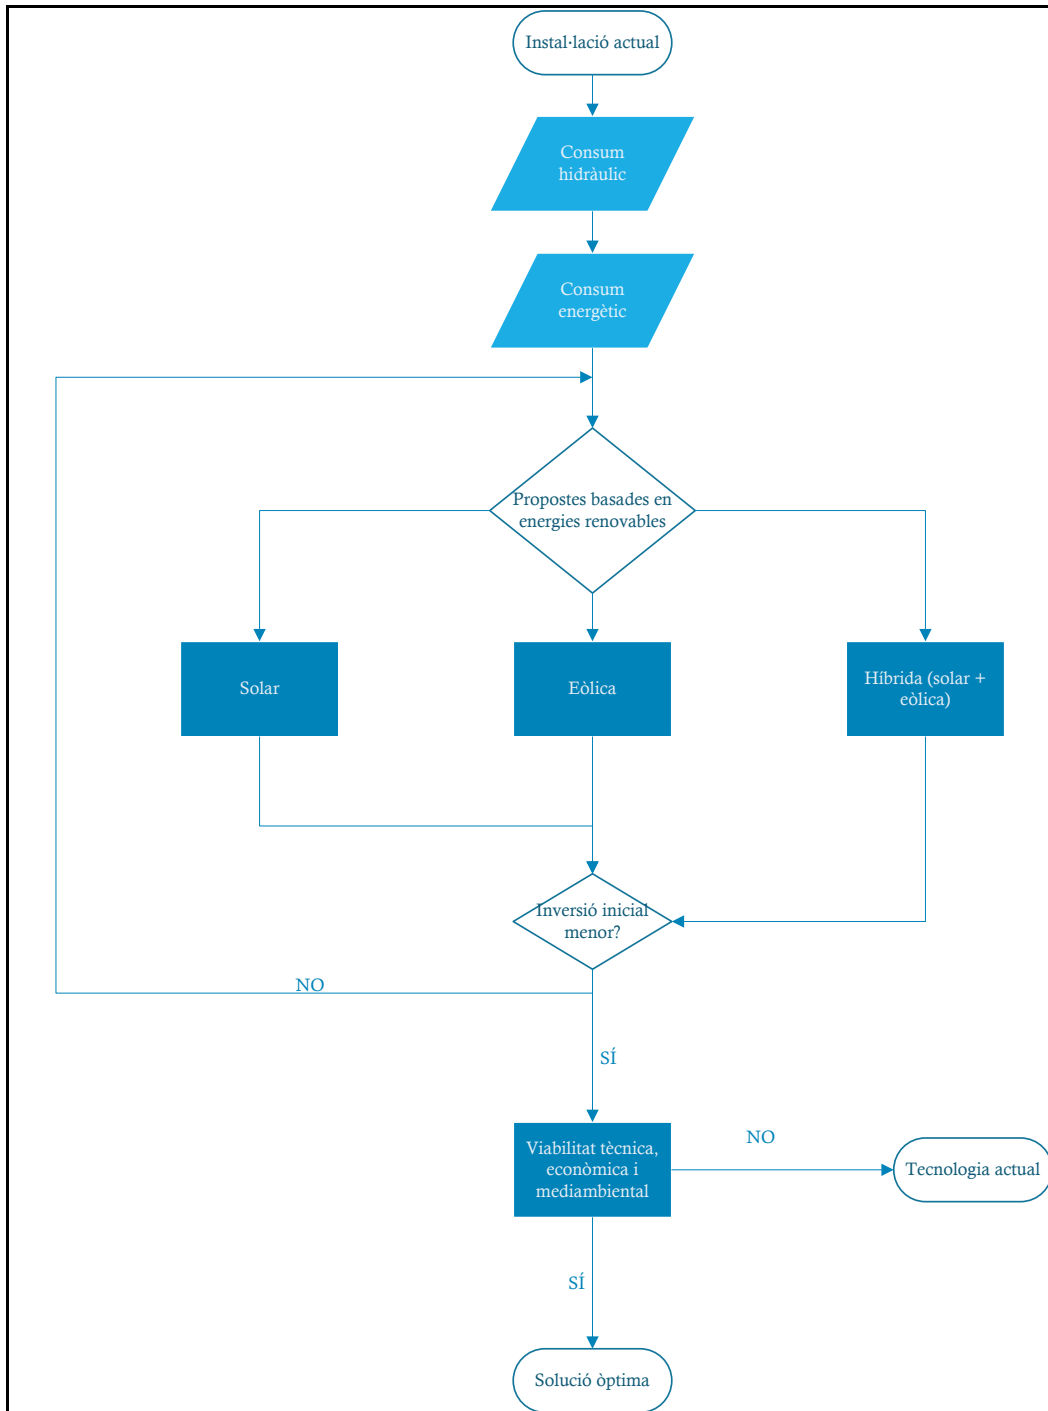 Instal·lació actual
Consum
hidràulic
Consum
energètic
Propostes basades en
energies renovables
Solar
Eòlica
Híbrida (solar +
eòlica)
Inversió inicial
menor?
NO
SÍ
Viabilitat tècnica,
econòmica i
mediambiental
NO
Tecnologia actual
SÍ
Solució òptima